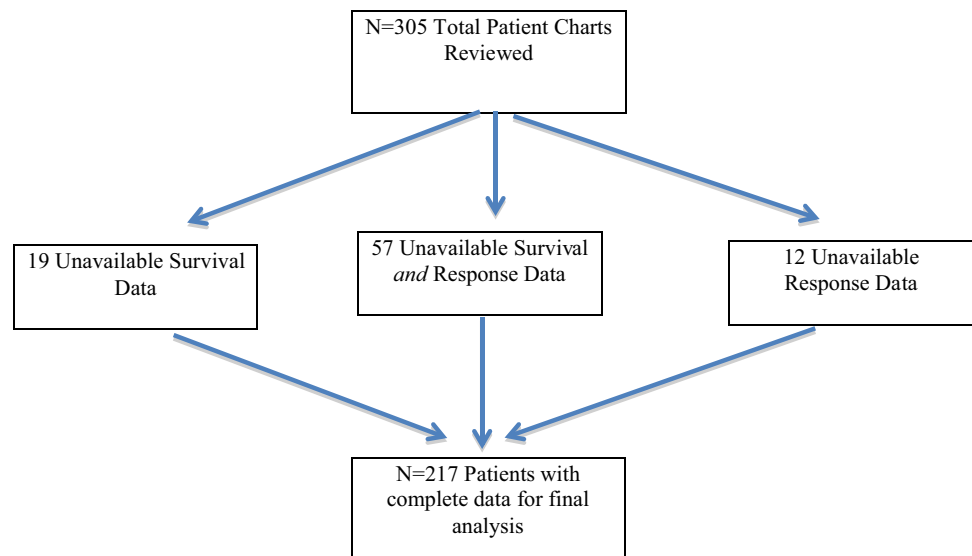 N=305 Total Patient Charts
Reviewed
19 Unavailable Survival
Data
57 Unavailable Survival
and Response Data
12 Unavailable
Response Data
N=217 Patients with
complete data for final
analysis